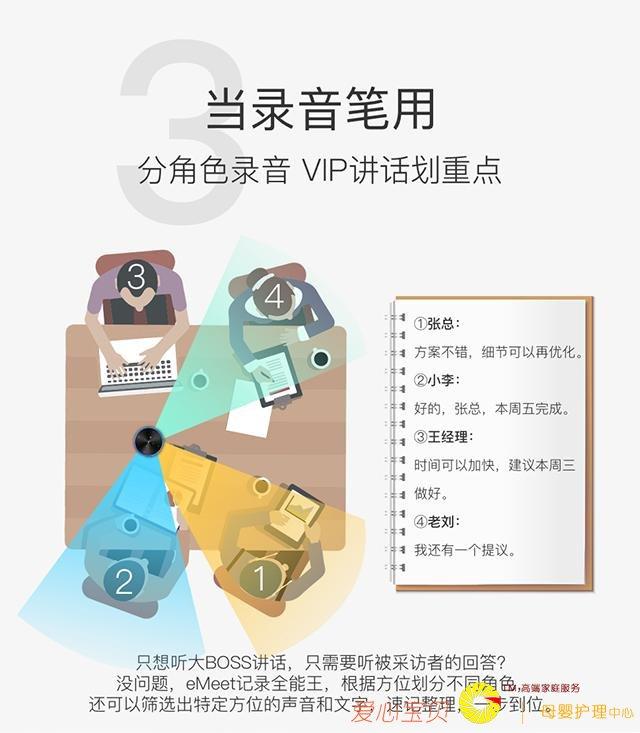 3
当录音笔用
分角色录音 VIP讲话划重点
3
4
2
1
①张总：
方案不错，细节可以再优化。
②小李：
好的，张总，本周五完成。
③王经理：
时间可以加快，建议本周三
做好。
④老刘：
我还有一个提议。
只想听大BOSS讲话，只需要听被采访者的回答？
没问题，eMeet记录全能王，根据方位划分不同角色，
还可以筛选出特定方位的声音和文字，速记整理，一步到位。
TM,高端家庭服务
爱心宝贝
母婴护理中心